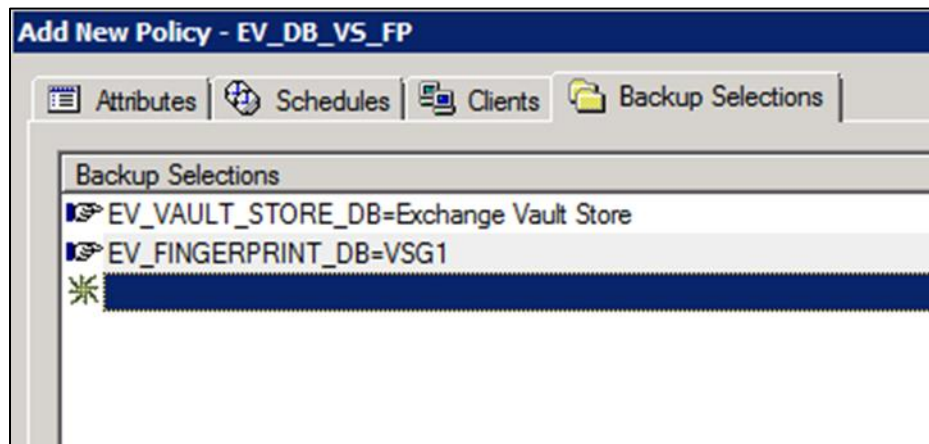 Add New Policy - EV_DB_VS_FP
Attributes Schedules Clients Backup Selections
Backup Selections
EV_VAULT_STORE_DB=Exchange Vault Store
EV_FINGERPRINT_DB=VSG1